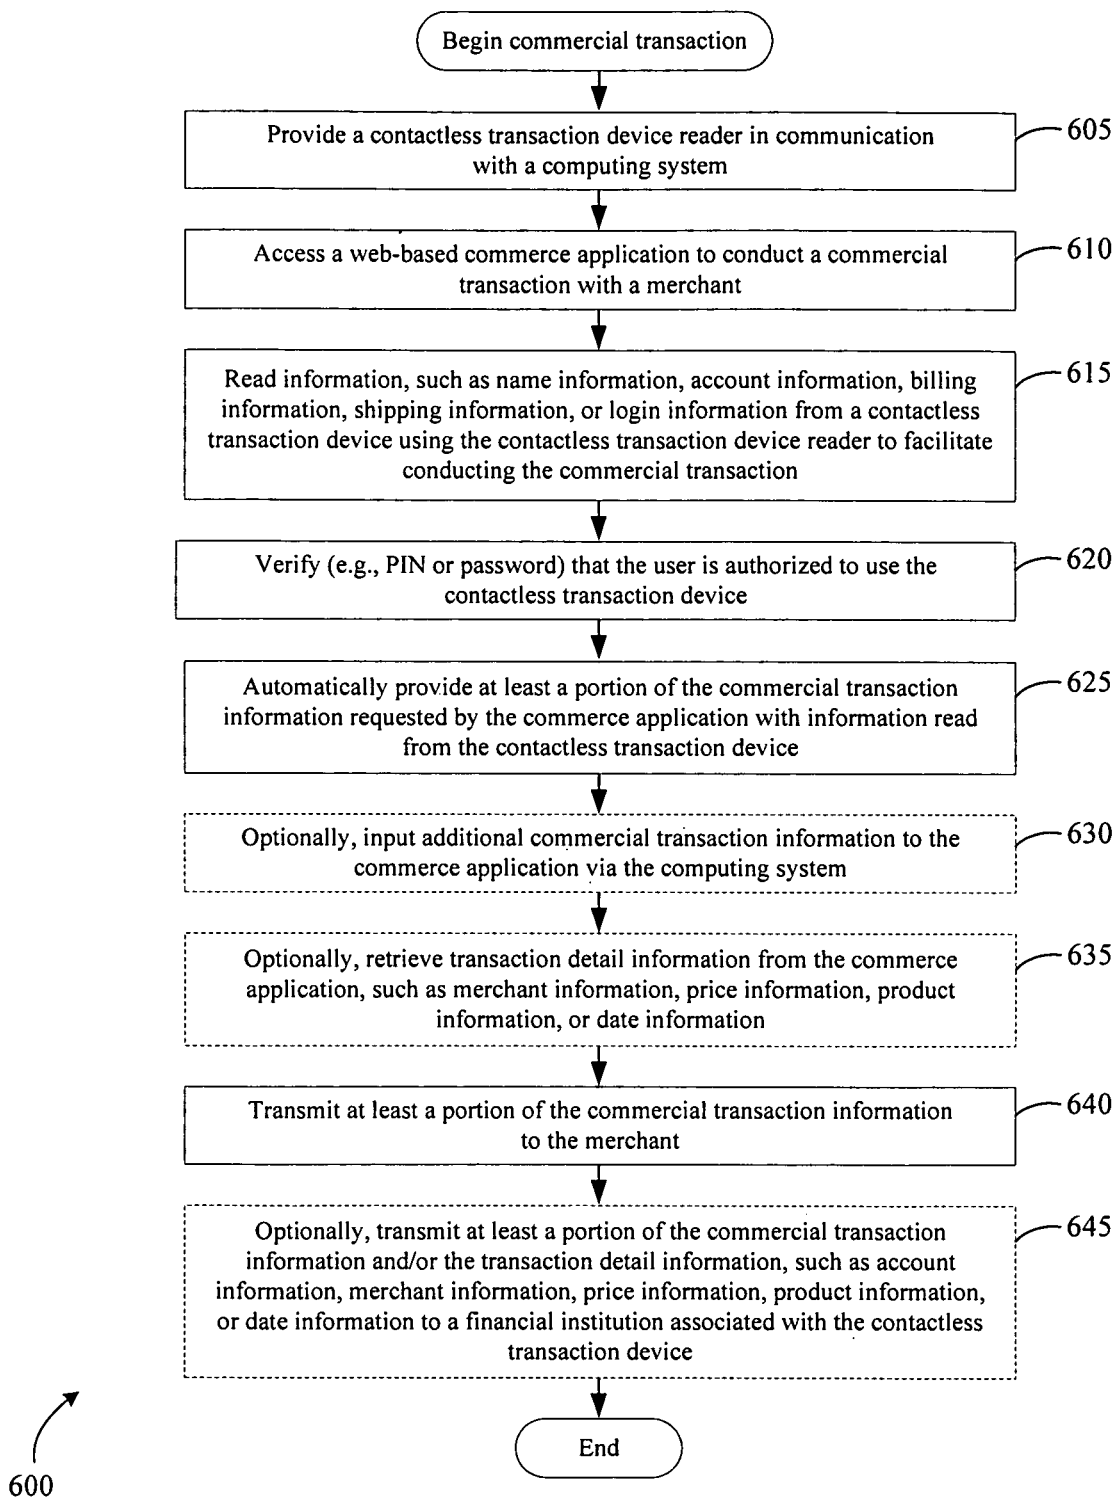 Begin commercial transaction
Provide a contactless transaction device reader in communication
with a computing system
605
Access a web-based commerce application to conduct a commercial
transaction with a merchant
610
Read information, such as name information, account information, billing
information, shipping information, or login information from a contactless
transaction device using the contactless transaction device reader to facilitate
conducting the commercial transaction
615
Verify (e.g., PIN or password) that the user is authorized to use the
contactless transaction device
620
Automatically provide at least a portion of the commercial transaction
information requested by the commerce application with information read
from the contactless transaction device
625
Optionally, input additional commercial transaction information to the
commerce application via the computing system
630
Optionally, retrieve transaction detail information from the commerce
application, such as merchant information, price information, product
information, or date information
635
Transmit at least a portion of the commercial transaction information
to the merchant
640
Optionally, transmit at least a portion of the commercial transaction
information and/or the transaction detail information, such as account
information, merchant information, price information, product information,
or date information to a financial institution associated with the contactless
transaction device
645
End
600